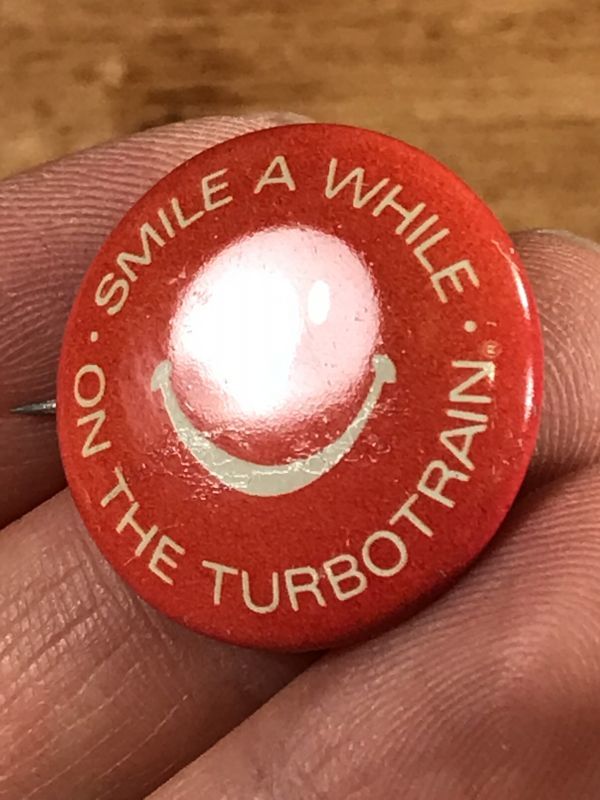 · SMILE A WHILE ·
ON THE TURBOTRAIN